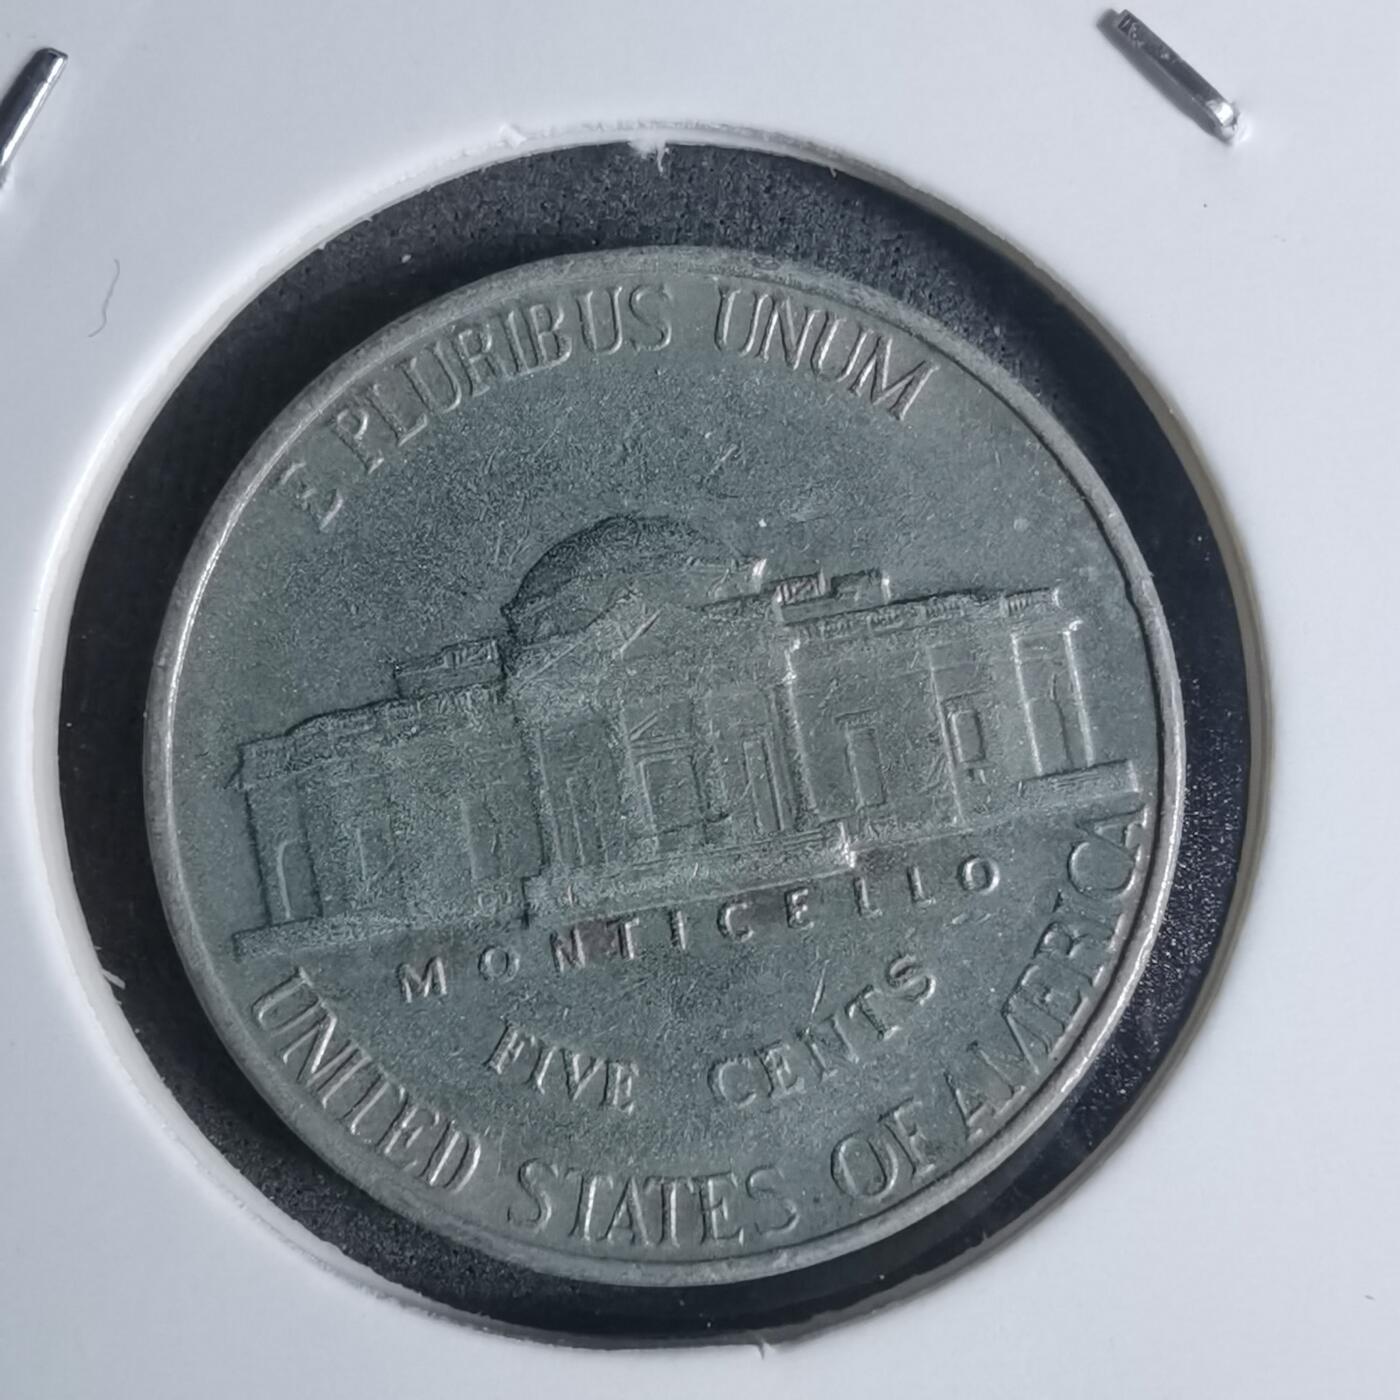 E PLURIBUS UNUM
MONTICELLO
FIVE CENTS
UNITED STATES OF AMERICA